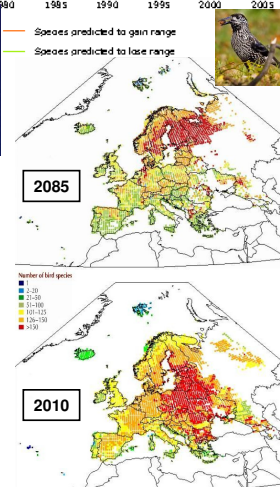 980 1985 1990 1995 2000 2005
Species predicted to gain range
Species predicted to lose range
2085
Number of bird species
1
2–20
21–50
51–100
101–125
126–150
>150
2010